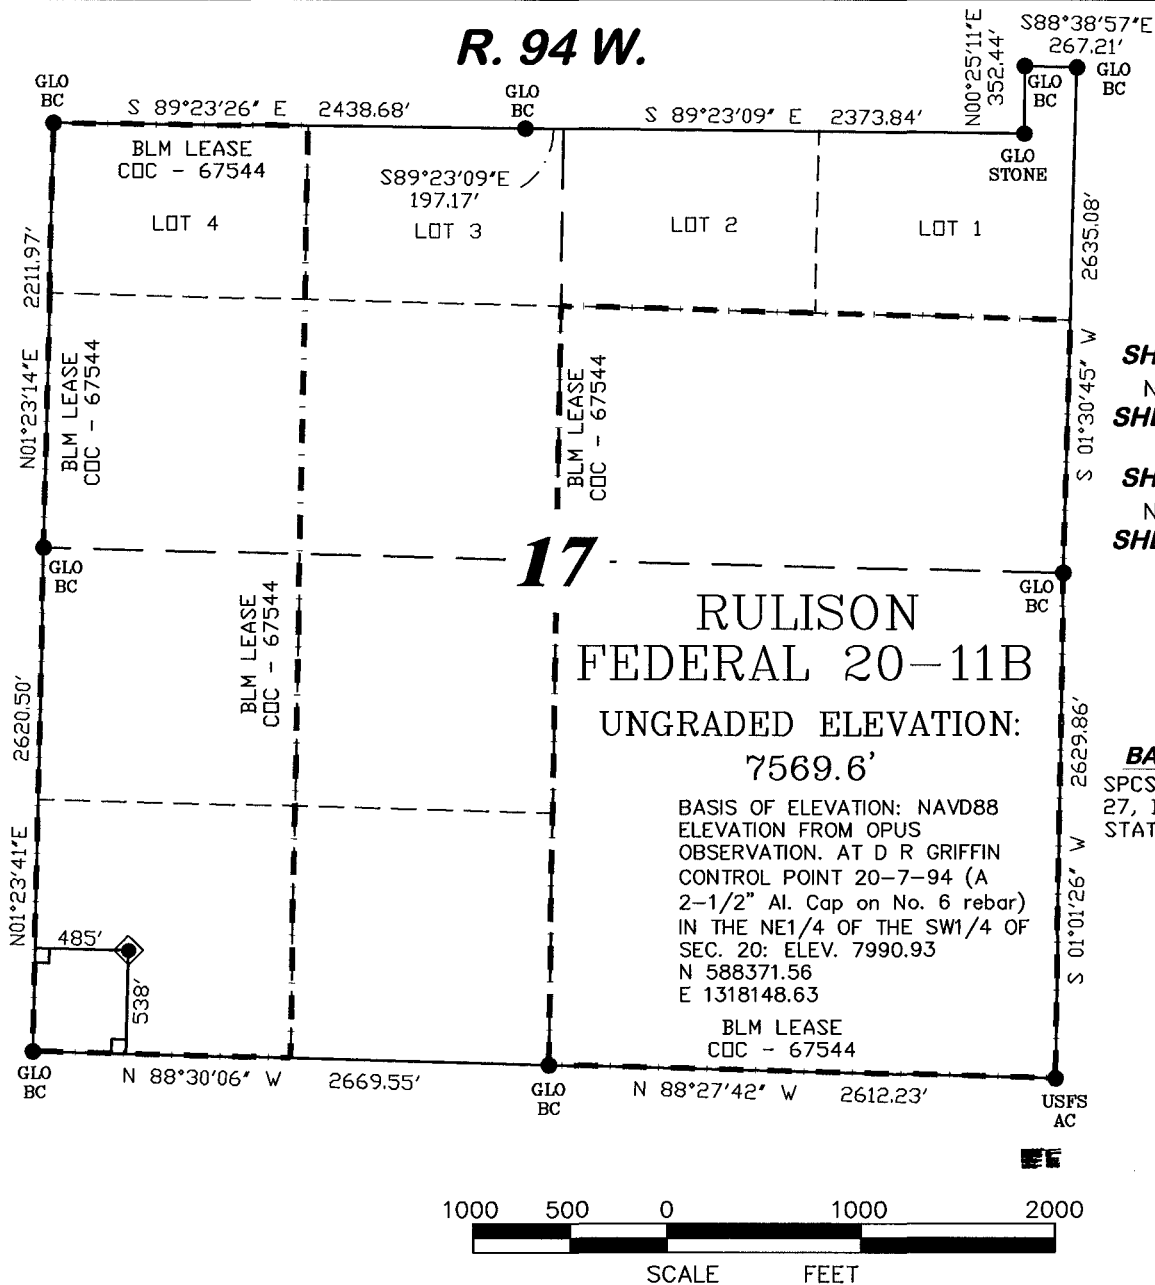 R. 94 W.
S88°38'57"E
267.21'
N00°25'11"E
352.44'
GLO
BC
GLO
BC
GLO
BC
GLO
BC
S 89°23'26" E 2438.68'
S 89°23'09" E 2373.84'
GLO
STONE
BLM LEASE
COC - 67544
S89°23'09"E
197.17'
LOT 4
LOT 3
LOT 2
LOT 1
2211.97'
N01°23'14"E
2635.08'
S 01°30'45" W
BLM LEASE
COC - 67544
BLM LEASE
COC - 67544
SH
N
SHL
SH
N
SHL
17
GLO
BC
GLO
BC
BLM LEASE
COC - 67544
RULISON
FEDERAL 20-11B
UNGRADED ELEVATION:
7569.6'
2620.50'
N01°23'41"E
2629.86'
S 01°01'26" W
BA
SPCS
27,
STAT
BASIS OF ELEVATION: NAVD88
ELEVATION FROM OPUS
OBSERVATION. AT D R GRIFFIN
CONTROL POINT 20-7-94 (A
2-1/2" Al. Cap on No. 6 rebar)
IN THE NE1/4 OF THE SW1/4 OF
SEC. 20: ELEV. 7990.93
N 588371.56
E 1318148.63
485'
538'
BLM LEASE
COC - 67544
GLO
BC
N 88°30'06" W 2669.55'
GLO
BC
N 88°27'42" W 2612.23'
USFS
AC
1000 500 0 1000 2000
SCALE FEET